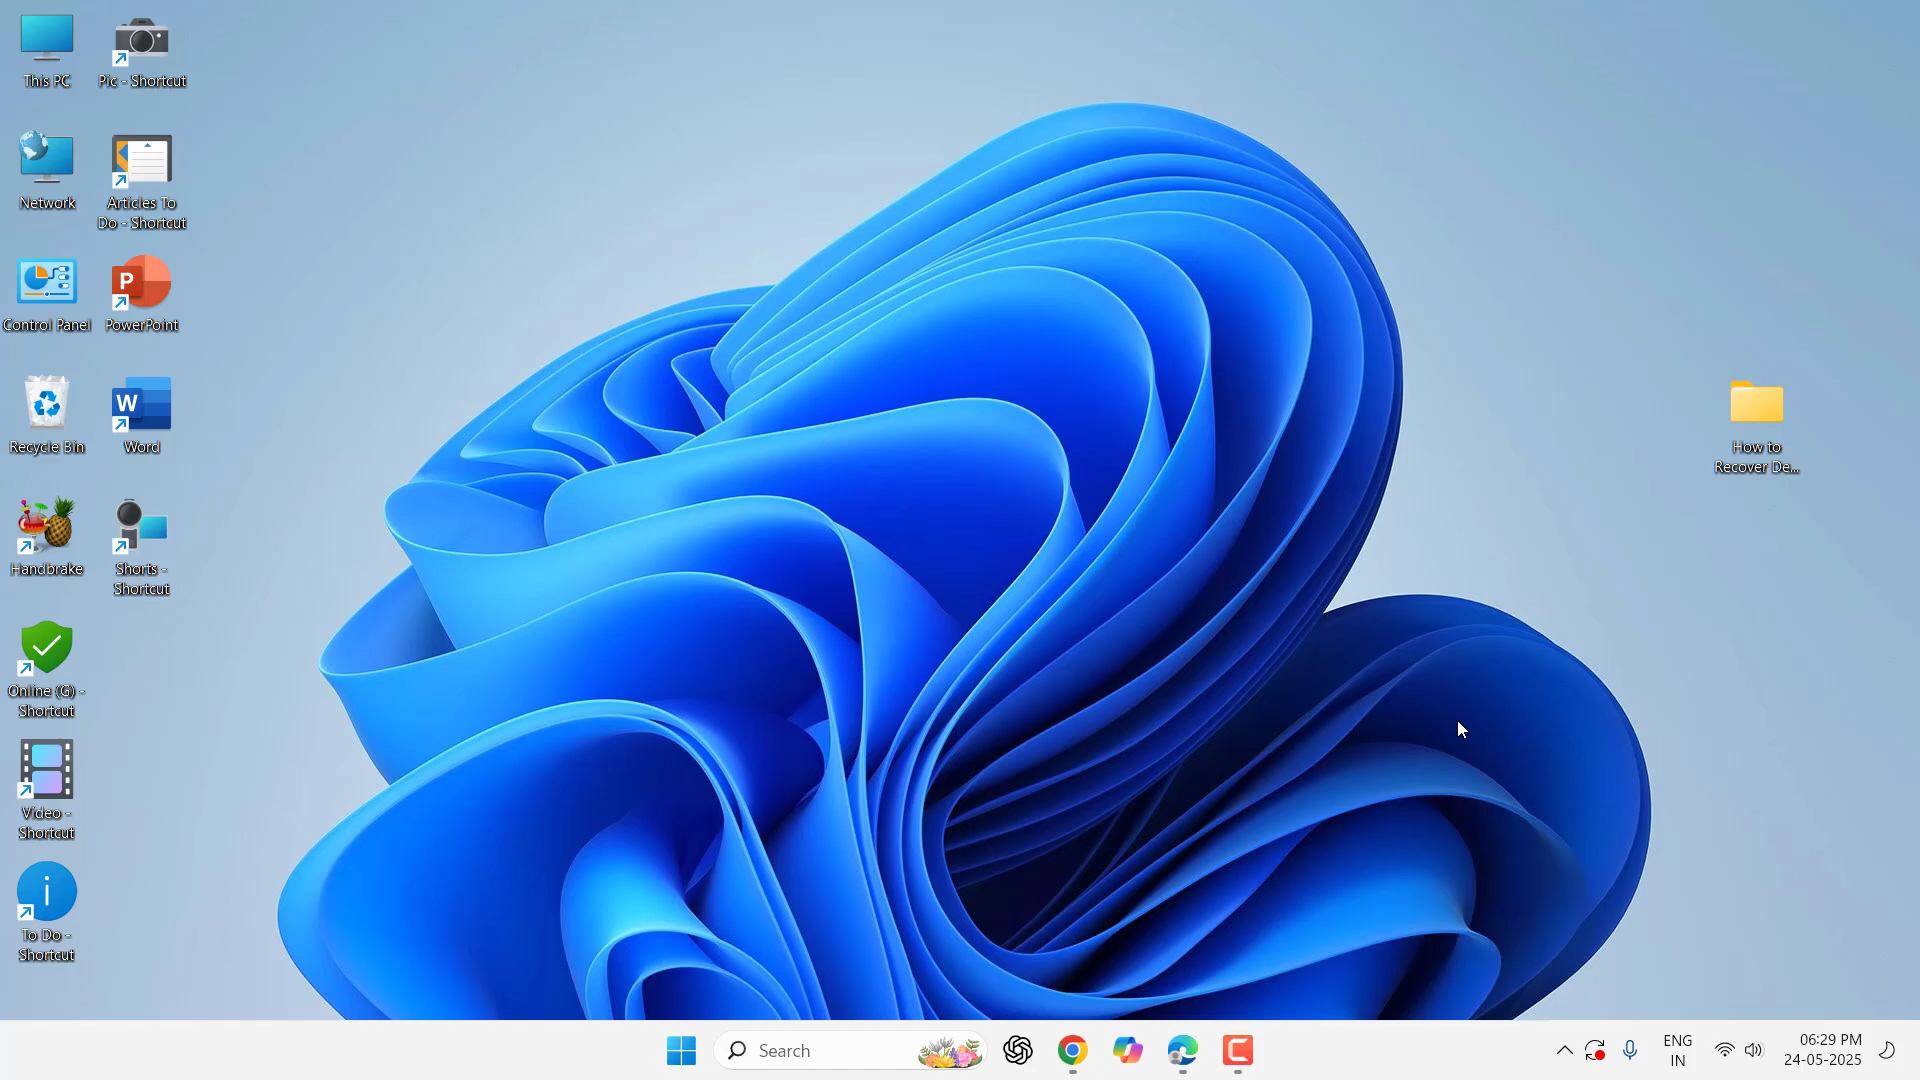 This PC
Pic - Shortcut
Network
Articles To
Do - Shortcut
Control Panel
PowerPoint
Recycle Bin
Word
Handbrake
Shorts -
Shortcut
Online (G) -
Shortcut
Video -
Shortcut
To Do -
Shortcut
How to
Recover De...
Search
ENG
IN
06:29 PM
24-05-2025